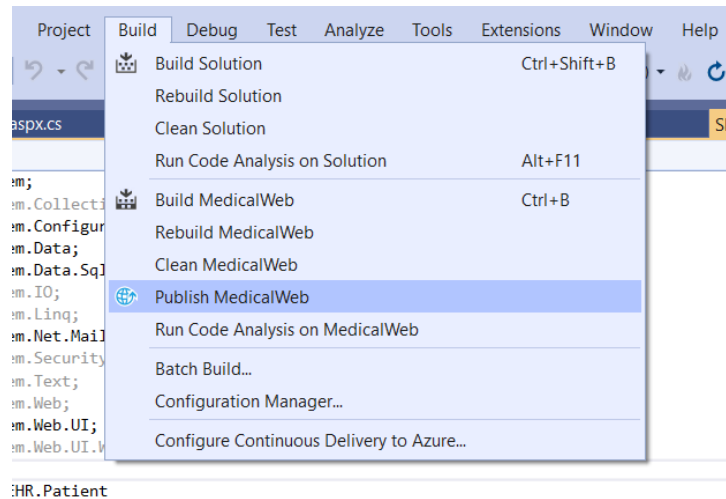 Project Build Debug Test Analyze Tools Extensions Window Help
Build Solution Ctrl+Shift+B
Rebuild Solution
aspx.cs
Clean Solution
Run Code Analysis on Solution Alt+F11
em;
em.Collecti
Build MedicalWeb Ctrl+B
em.Configur
Rebuild MedicalWeb
em.Data;
em.Data.Sql
Clean MedicalWeb
em.IO;
Publish MedicalWeb
em.Linq;
em.Net.Mail
Run Code Analysis on MedicalWeb
em.Security
em.Text;
Batch Build...
em.Web;
Configuration Manager...
em.Web.UI;
em.Web.UI.W
Configure Continuous Delivery to Azure...
EHR.Patient